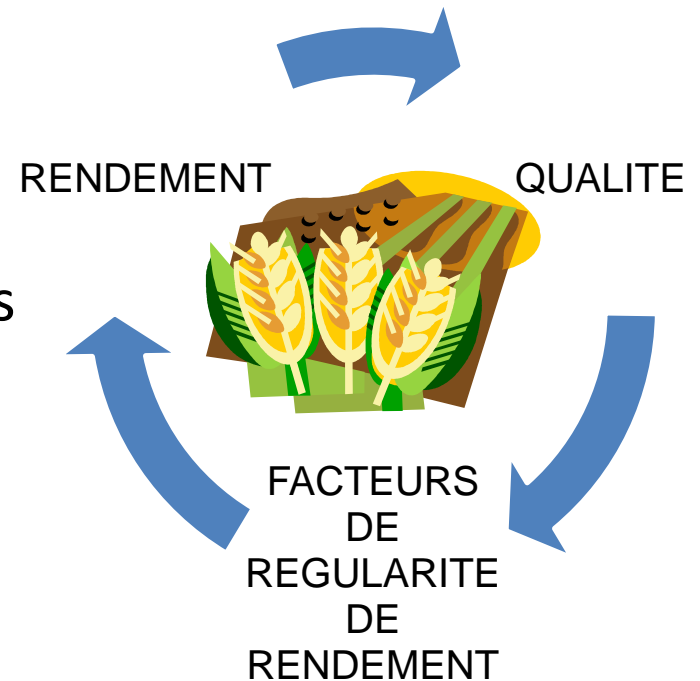 RENDEMENT
QUALITE
s
FACTEURS
DE
REGULARITE
DE
RENDEMENT